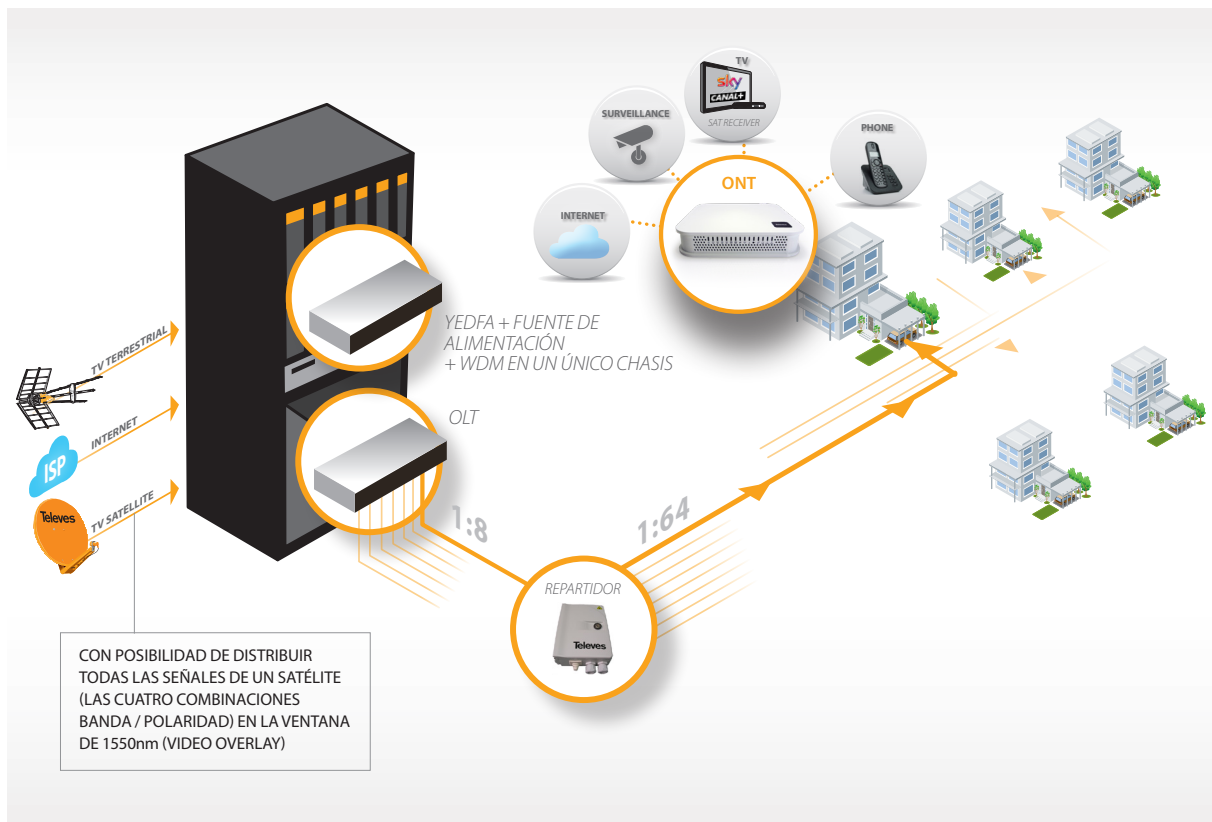 TV
sky
CANAL+
SAT RECEIVER
SURVEILLANCE
PHONE
ONT
INTERNET
YEDFA + FUENTE DE
ALIMENTACIÓN
+ WDM EN UN ÚNICO CHASIS
TV TERRESTRIAL
INTERNET
ISP
OLT
TV SATELLITE
Televes
1:8
1:64
REPARTIDOR
Televes
CON POSIBILIDAD DE DISTRIBUIR
TODAS LAS SEÑALES DE UN SATÉLITE
(LAS CUATRO COMBINACIONES
BANDA / POLARIDAD) EN LA VENTANA
DE 1550nm (VIDEO OVERLAY)